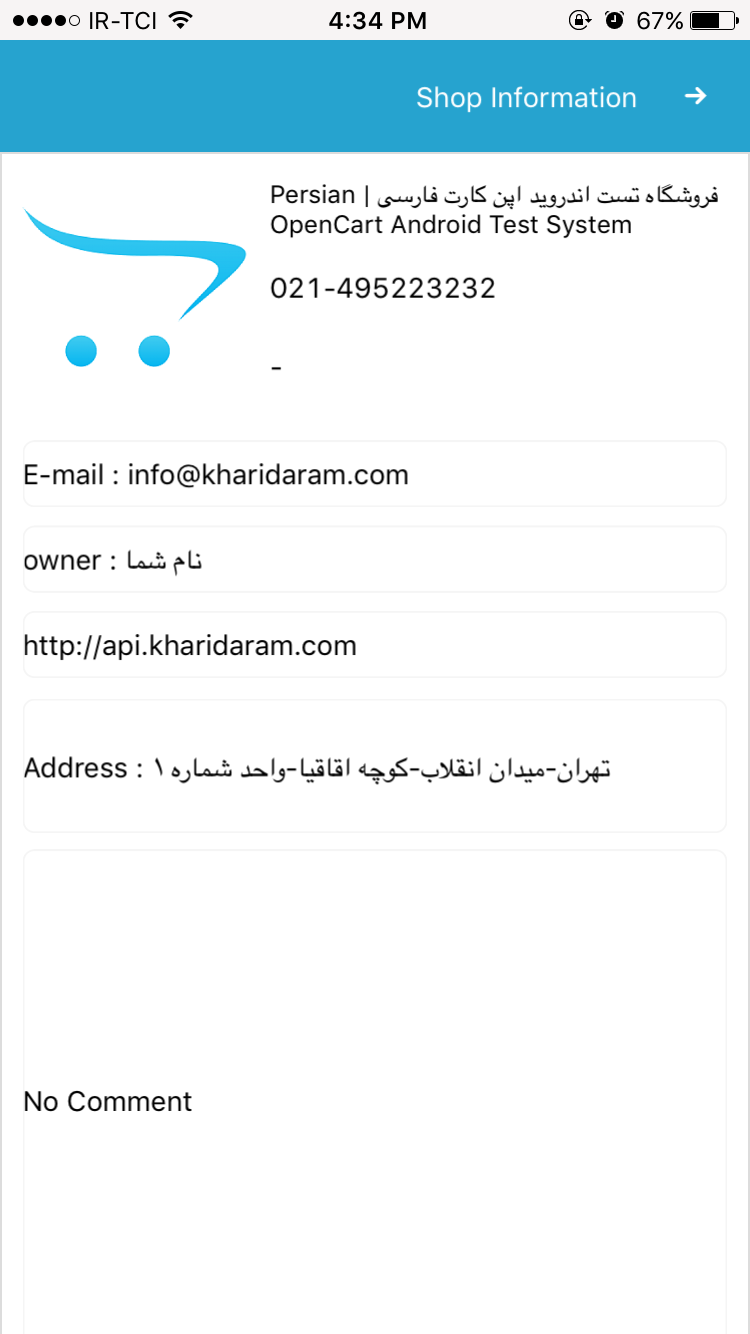 IR-TCI 4:34 PM 67%
Shop Information →
Persian | فروشگاه تست اندروید اپن کارت فارسی
OpenCart Android Test System
021-495223232
-
E-mail : info@kharidaram.com
owner : نام شما
http://api.kharidaram.com
Address : تهران-میدان انقلاب-کوچه اقاقیا-واحد شماره ۱
No Comment